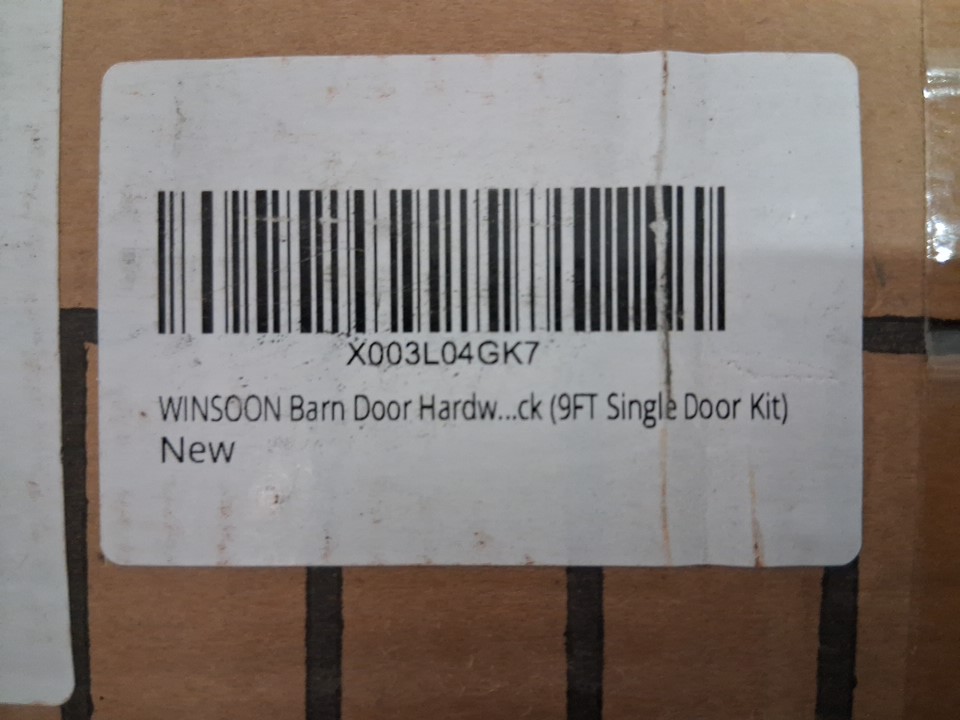 X003L04GK7
WINSOON Barn Door Hardw...ck (9FT Single Door Kit)
New